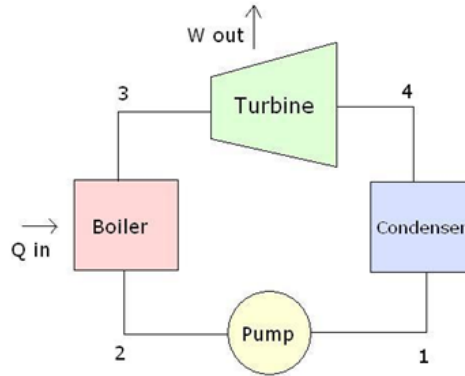 W out
3
Turbine
4
Boiler
Condenser
Q in
Pump
2
1